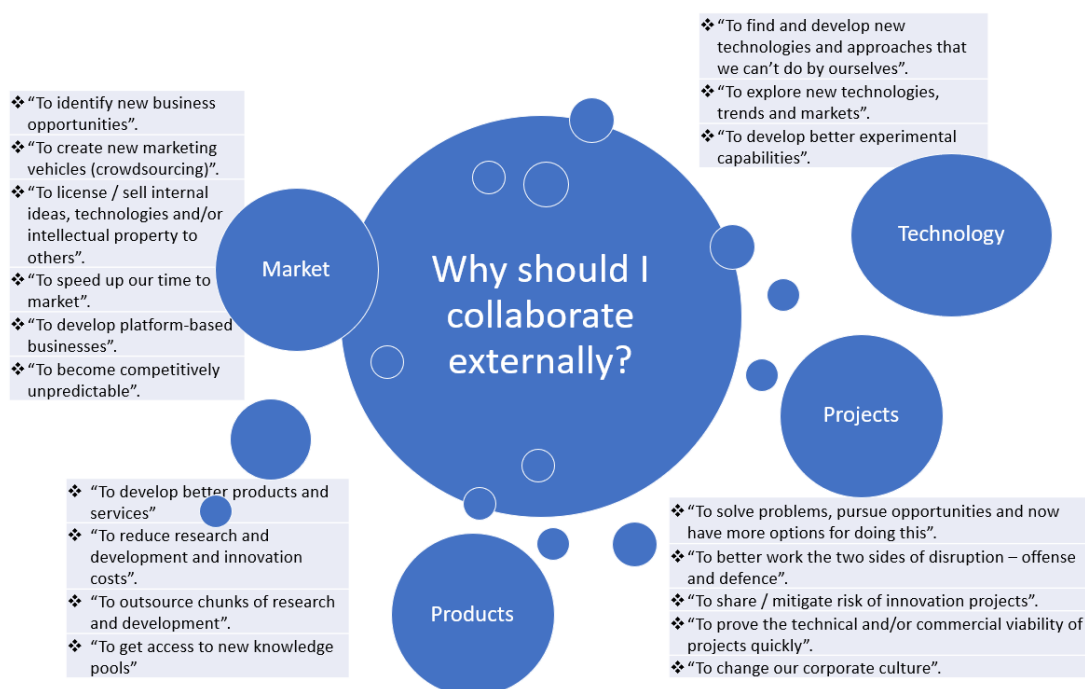 Why should I
collaborate
externally?
Market
❖ “To identify new business
opportunities”.
❖ “To create new marketing
vehicles (crowdsourcing)”.
❖ “To license / sell internal
ideas, technologies and/or
intellectual property to
others”.
❖ “To speed up our time to
market”.
❖ “To develop platform-based
businesses”.
❖ “To become competitively
unpredictable”.
Technology
❖ “To find and develop new
technologies and approaches that
we can’t do by ourselves”.
❖ “To explore new technologies,
trends and markets”.
❖ “To develop better experimental
capabilities”.
Projects
❖ “To solve problems, pursue opportunities and now
have more options for doing this”.
❖ “To better work the two sides of disruption – offense
and defence”.
❖ “To share / mitigate risk of innovation projects”.
❖ “To prove the technical and/or commercial viability of
projects quickly”.
❖ “To change our corporate culture”.
Products
❖ “To develop better products and
services”
❖ “To reduce research and
development and innovation
costs”.
❖ “To outsource chunks of research
and development”.
❖ “To get access to new knowledge
pools”